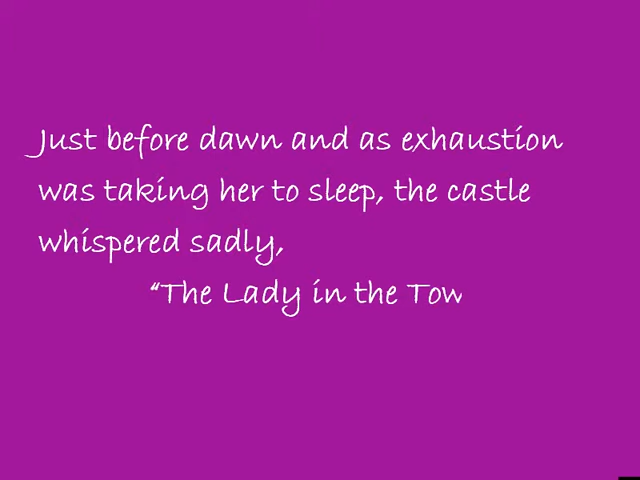 Just before dawn and as exhaustion
was taking her to sleep, the castle
whispered sadly,
“The Lady in the Tow